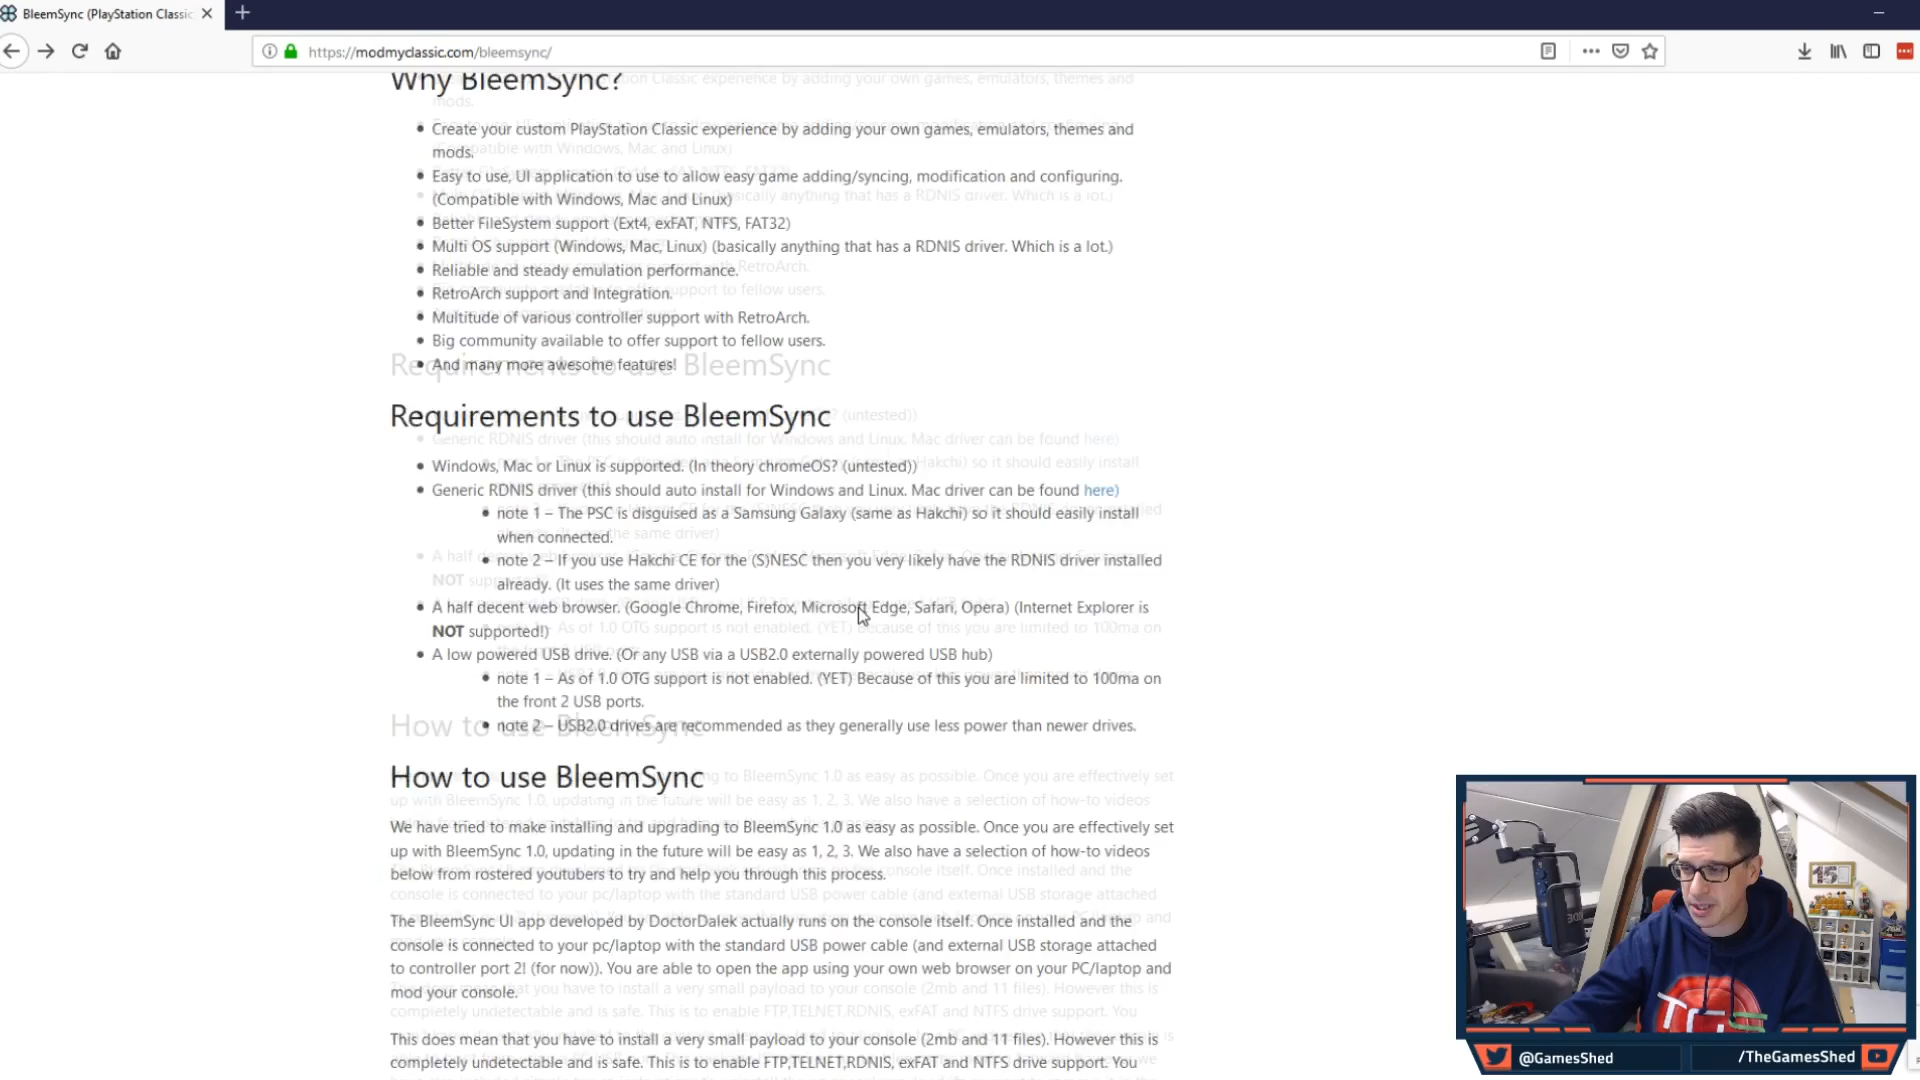 BleemSync (PlayStation Classic
https://modmyclassic.com/bleemsync/
Why BleemSync?
Create your custom PlayStation Classic experience by adding your own games, emulators, themes and
mods.
Easy to use, UI application to use to allow easy game adding/syncing, modification and configuring.
(Compatible with Windows, Mac and Linux)
Better FileSystem support (Ext4, exFAT, NTFS, FAT32)
Multi OS support (Windows, Mac, Linux) (basically anything that has a RDNIS driver. Which is a lot.)
Reliable and steady emulation performance.
RetroArch support and Integration.
Multitude of various controller support with RetroArch.
Big community available to offer support to fellow users.
And many more awesome features!
Requirements to use BleemSync
Windows, Mac or Linux is supported. (In theory chromeOS? (untested))
Generic RDNIS driver (this should auto install for Windows and Linux. Mac driver can be found here)
note 1 – The PSC is disguised as a Samsung Galaxy (same as Hakchi) so it should easily install
when connected.
note 2 – If you use Hakchi CE for the (S)NESC then you very likely have the RDNIS driver installed
already. (It uses the same driver)
A half decent web browser. (Google Chrome, Firefox, Microsoft Edge, Safari, Opera) (Internet Explorer is
NOT supported!)
A low powered USB drive. (Or any USB via a USB2.0 externally powered USB hub)
note 1 – As of 1.0 OTG support is not enabled. (YET) Because of this you are limited to 100ma on
the front 2 USB ports.
note 2 – USB2.0 drives are recommended as they generally use less power than newer drives.
How to use BleemSync
We have tried to make installing and upgrading to BleemSync 1.0 as easy as possible. Once you are effectively set
up with BleemSync 1.0, updating in the future will be easy as 1, 2, 3. We also have a selection of how-to videos
below from rostered youtubers to try and help you through this process.
The BleemSync UI app developed by DoctorDalek actually runs on the console itself. Once installed and the
console is connected to your pc/laptop with the standard USB power cable (and external USB storage attached
to controller port 2! (for now)). You are able to open the app using your own web browser on your PC/laptop and
mod your console.
This does mean that you have to install a very small payload to your console (2mb and 11 files). However this is
completely undetectable and is safe. This is to enable FTP,TELNET,RDNIS, exFAT and NTFS drive support. You
RODE
@GamesShed
/TheGamesShed